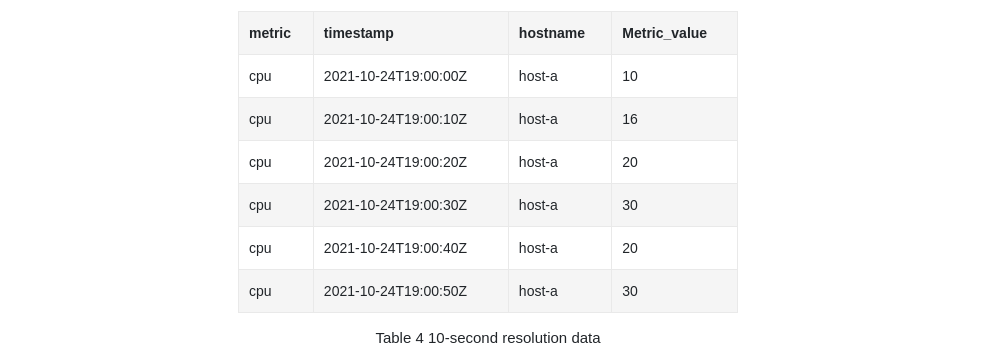 metric timestamp hostname Metric_value
cpu 2021-10-24T19:00:00Z host-a 10
cpu 2021-10-24T19:00:10Z host-a 16
cpu 2021-10-24T19:00:20Z host-a 20
cpu 2021-10-24T19:00:30Z host-a 30
cpu 2021-10-24T19:00:40Z host-a 20
cpu 2021-10-24T19:00:50Z host-a 30
Table 4 10-second resolution data